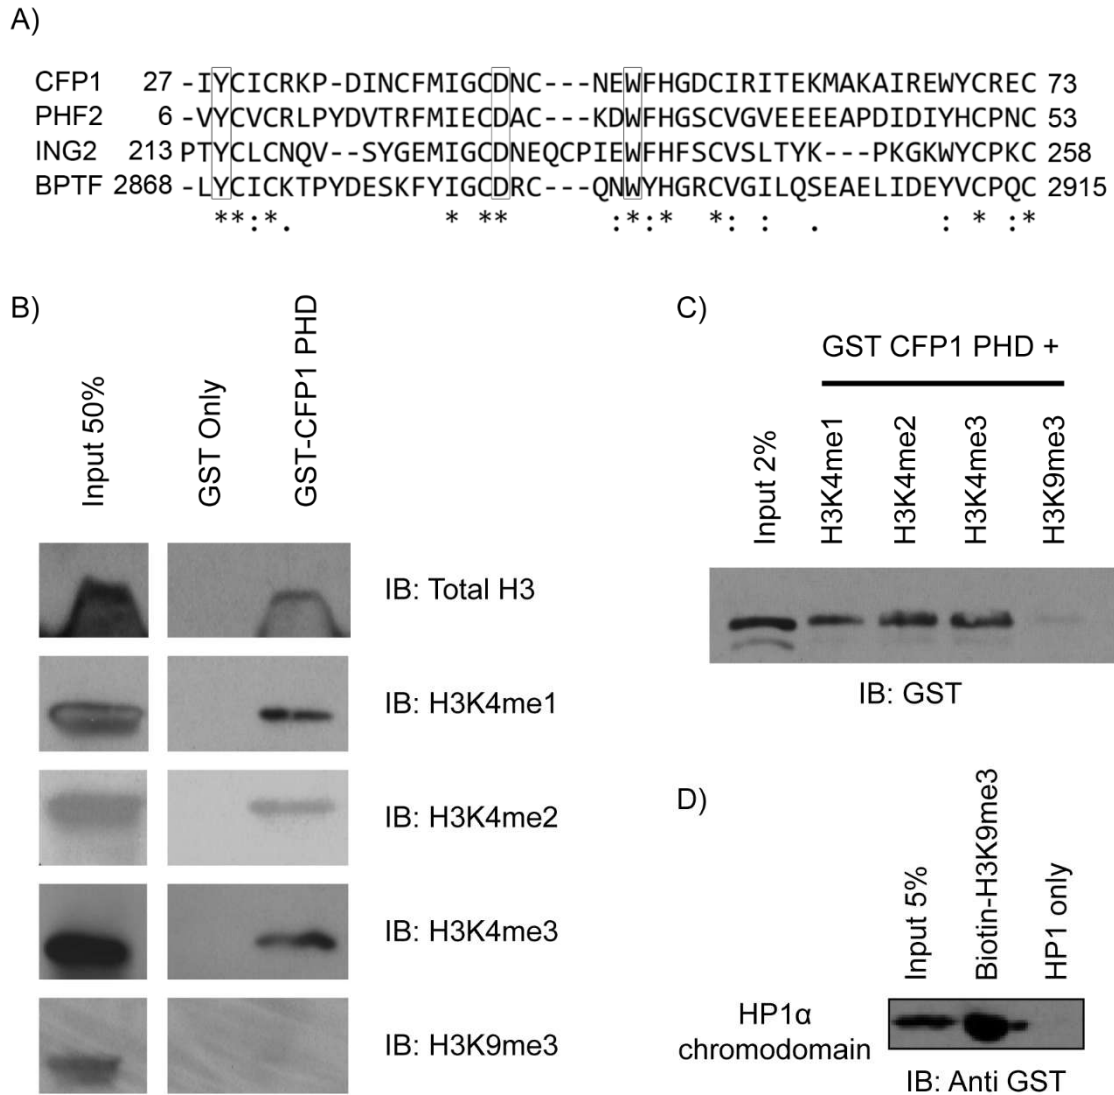 A)
CFP1 27 -IYCICRKP-DINCFMIGCDNC---NEWFHGDCIRITEKMAKAIREWYCREC 73
PHF2 6 -VYCVCRLPYDVTRFMIECDAC---KDWFHGSCVGVEEEEAPDIDIYHCPNC 53
ING2 213 PTYCLCNQV--SYGEMIGCDNEQCPIEWFHFSCVSLTYK---PKGKWYCPKC 258
BPTF 2868 -LYCICKTPYDESKFYIGCDRC---QNWYHGRCVGILQSEAELIDEYVCPQC 2915
**:*. * ** :*:* *: : . : * :*
B)
Input 50%
GST Only
GST-CFP1 PHD
IB: Total H3
IB: H3K4me1
IB: H3K4me2
IB: H3K4me3
IB: H3K9me3
C)
GST CFP1 PHD +
Input 2%
H3K4me1
H3K4me2
H3K4me3
H3K9me3
IB: GST
D)
Input 5%
Biotin-H3K9me3
HP1 only
HP1α
chromodomain
IB: Anti GST